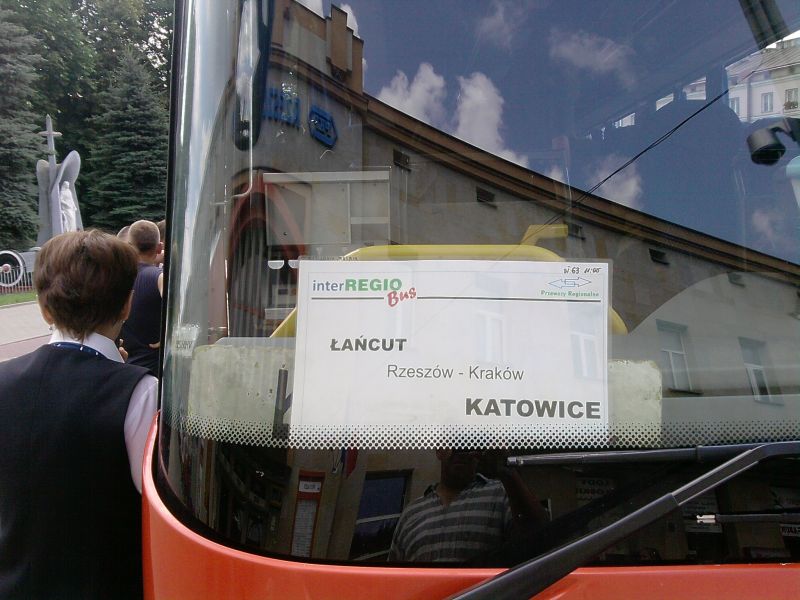 interREGIO
Bus
Przewozy Regionalne
ŁAŃCUT
Rzeszów - Kraków
KATOWICE